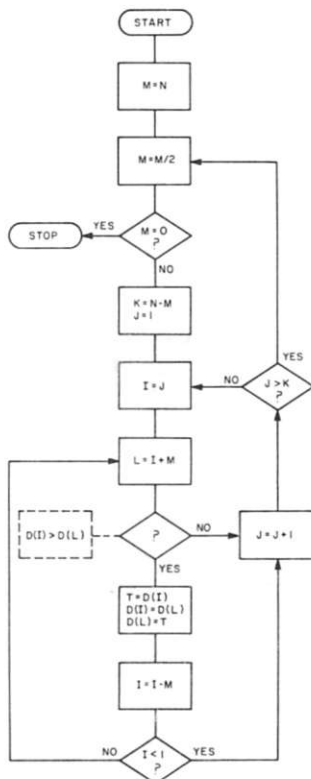 START
M=N
M=M/2
YES
M=0
?
STOP
NO
K=N-M
J=1
YES
I=J
NO
J>K
?
L=I+M
D(I)>D(L)
?
NO
J=J+1
YES
T=D(I)
D(I)=D(L)
D(L)=T
I=I-M
NO
I<1
?
YES